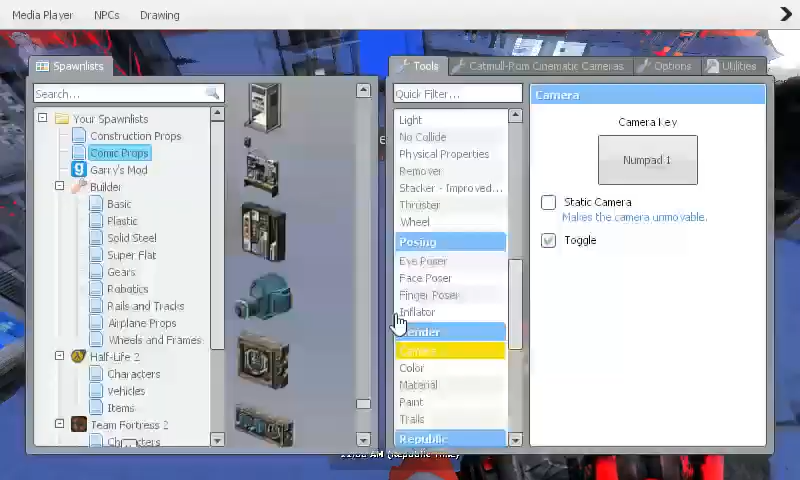 Media Player NPCs Drawing
Spawnlists
Search...
Your Spawnlists
Construction Props
Comic Props
Garry's Mod
Builder
Basic
Plastic
Solid Steel
Super Flat
Gears
Robotics
Rails and Tracks
Airplane Props
Wheels and Frames
Half-Life 2
Characters
Vehicles
Items
Team Fortress 2
Characters
Tools Catmull-Rom Cinematic Cameras Options Utilities
Quick Filter...
Light
No Collide
Physical Properties
Remover
Stacker - Improved...
Thruster
Wheel
Posing
Eye Poser
Face Poser
Finger Poser
Inflator
Render
Camera
Color
Material
Paint
Trails
Republic
Camera
Camera Key
Numpad 1
Static Camera
Makes the camera unmovable.
Toggle